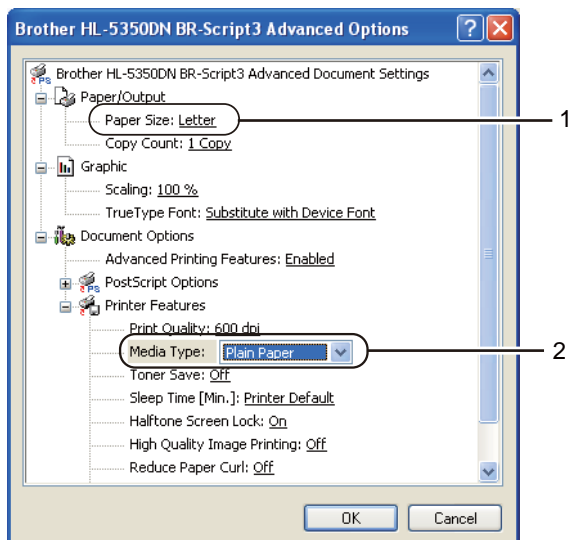 Brother HL-5350DN BR-Script3 Advanced Options
Brother HL-5350DN BR-Script3 Advanced Document Settings
Paper/Output
Paper Size: Letter 1
Copy Count: 1 Copy
Graphic
Scaling: 100 %
TrueType Font: Substitute with Device Font
Document Options
Advanced Printing Features: Enabled
PostScript Options
Printer Features
Print Quality: 600 dpi
Media Type: Plain Paper 2
Toner Save: Off
Sleep Time [Min.]: Printer Default
Halftone Screen Lock: On
High Quality Image Printing: Off
Reduce Paper Curl: Off
OK Cancel